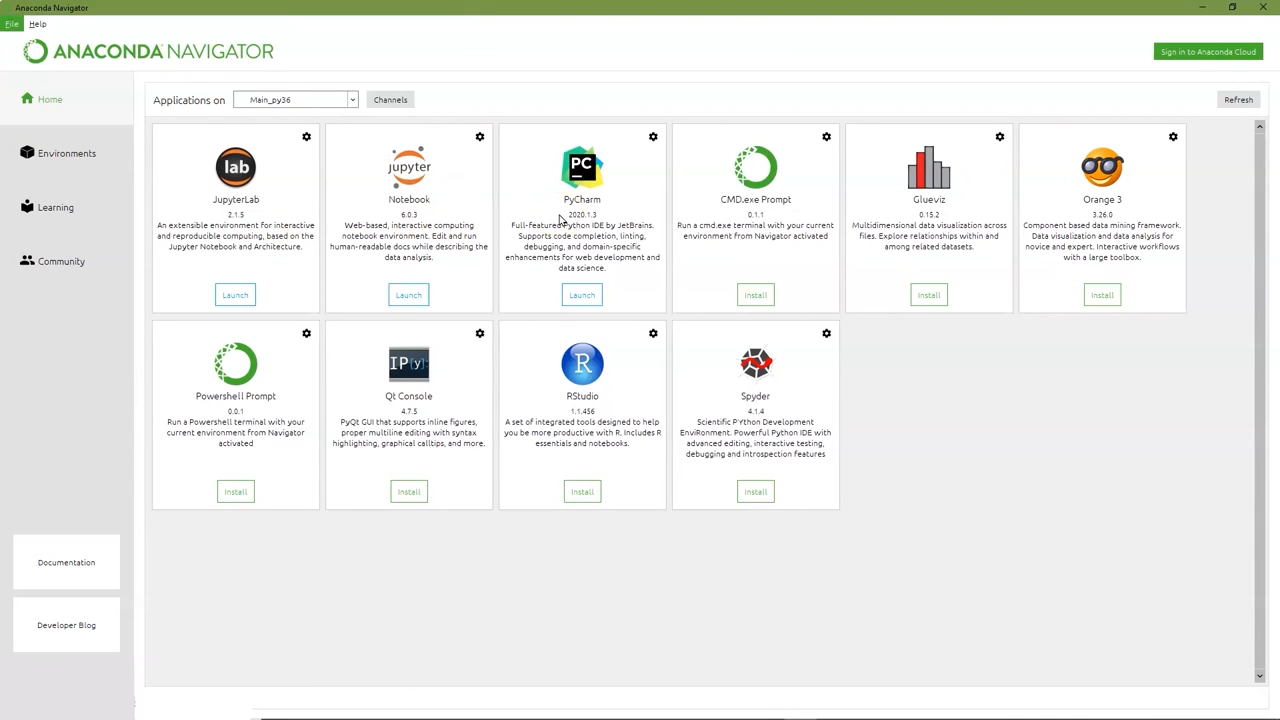 Anaconda Navigator
File Help
ANACONDA NAVIGATOR
Sign in to Anaconda Cloud
Home
Environments
Learning
Community
Documentation
Developer Blog
Applications on Main_py36 Channels Refresh
lab
JupyterLab
2.1.5
An extensible environment for interactive
and reproducible computing, based on the
Jupyter Notebook and Architecture.
Launch
jupyter
Notebook
6.0.3
Web-based, interactive computing
notebook environment. Edit and run
human-readable docs while describing the
data analysis.
Launch
PC
PyCharm
2020.1.3
Full-featured Python IDE by JetBrains.
Supports code completion, linting,
debugging, and domain-specific
enhancements for web development and
data science.
Launch
CMD.exe Prompt
0.1.1
Run a cmd.exe terminal with your current
environment from Navigator activated
Install
Glueviz
0.15.2
Multidimensional data visualization across
files. Explore relationships within and
among related datasets.
Install
Orange 3
3.26.0
Component based data mining framework.
Data visualization and data analysis for
novice and expert. Interactive workflows
with a large toolbox.
Install
Powershell Prompt
0.0.1
Run a Powershell terminal with your
current environment from Navigator
activated
Install
IP[y]:
Qt Console
4.7.5
PyQt GUI that supports inline figures,
proper multiline editing with syntax
highlighting, graphical calltips, and more.
Install
R
RStudio
1.1.456
A set of integrated tools designed to help
you be more productive with R. Includes R
essentials and notebooks.
Install
Spyder
4.1.4
Scientific PYthon Development
EnviRonment. Powerful Python IDE with
advanced editing, interactive testing,
debugging and introspection features
Install